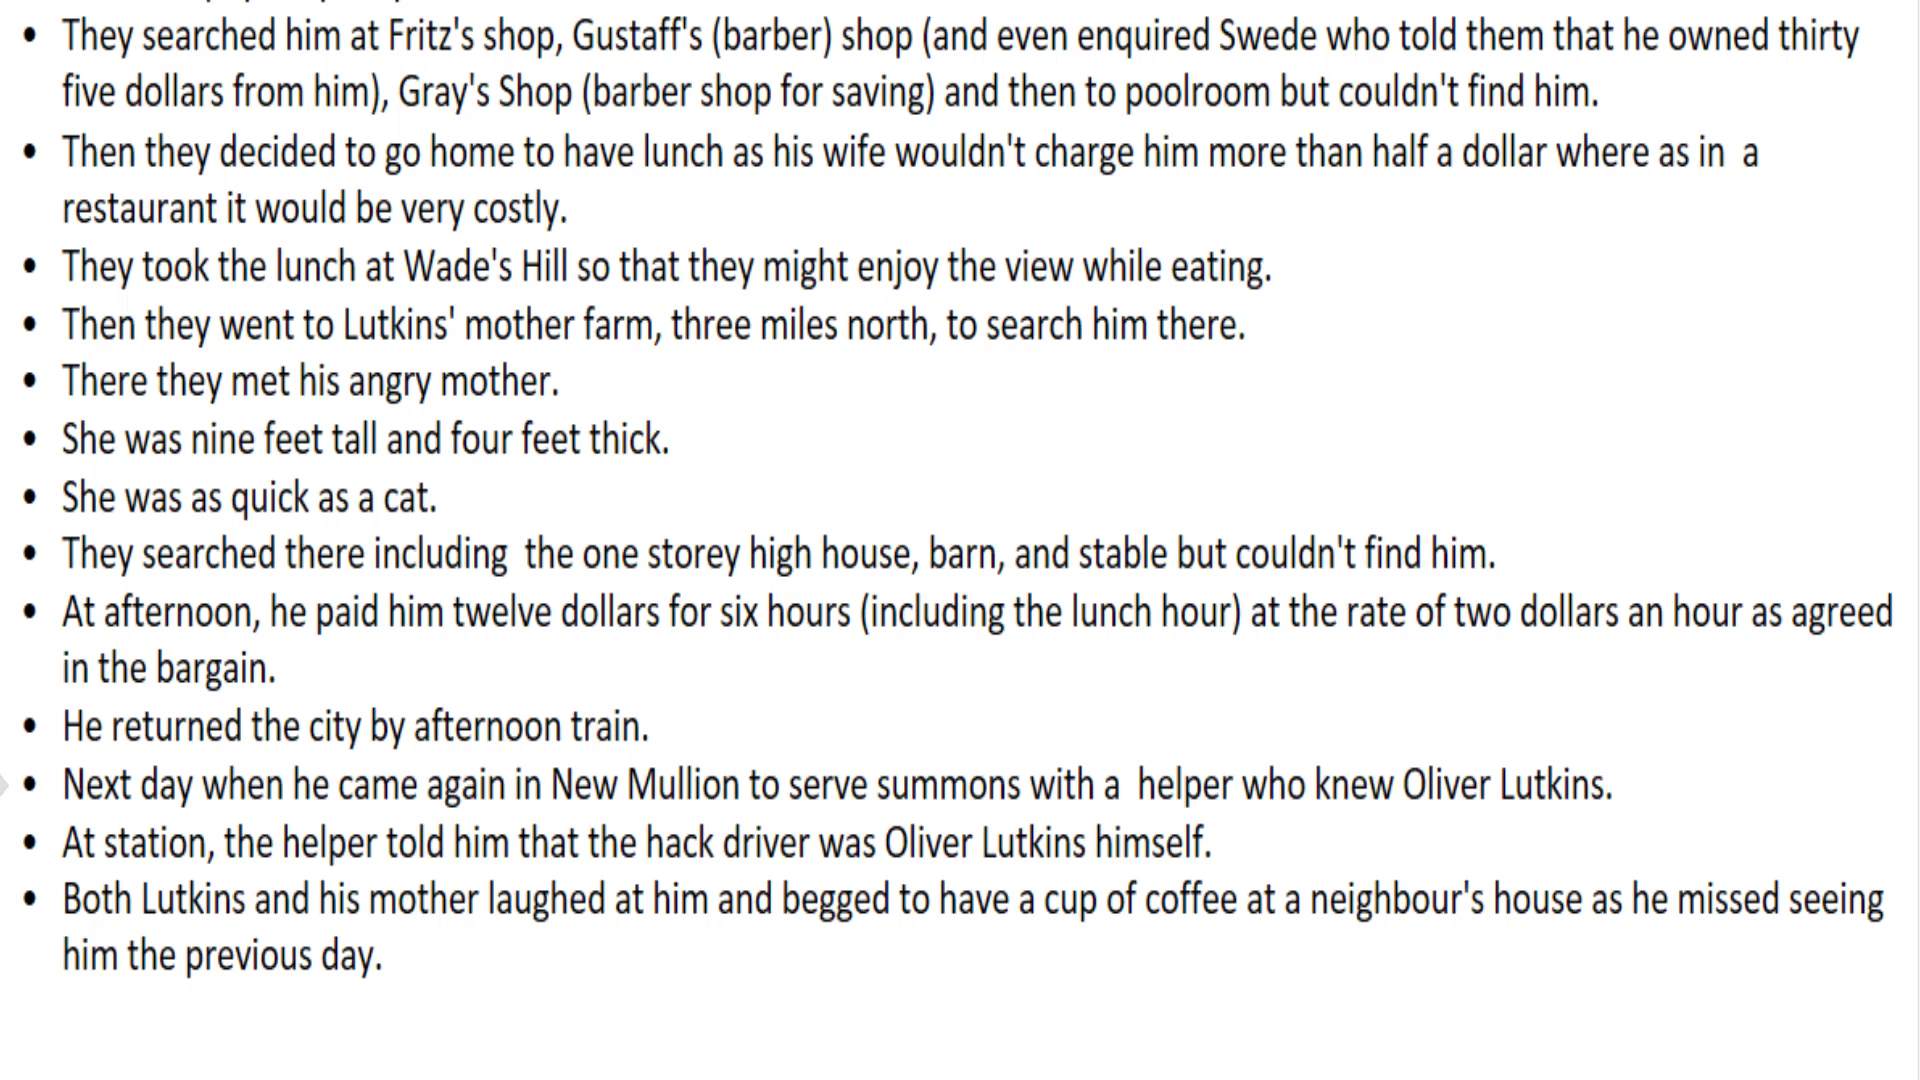 • They searched him at Fritz's shop, Gustaff's (barber) shop (and even enquired Swede who told them that he owned thirty
five dollars from him), Gray's Shop (barber shop for saving) and then to poolroom but couldn't find him.
• Then they decided to go home to have lunch as his wife wouldn't charge him more than half a dollar where as in a
restaurant it would be very costly.
• They took the lunch at Wade's Hill so that they might enjoy the view while eating.
• Then they went to Lutkins' mother farm, three miles north, to search him there.
• There they met his angry mother.
• She was nine feet tall and four feet thick.
• She was as quick as a cat.
• They searched there including the one storey high house, barn, and stable but couldn't find him.
• At afternoon, he paid him twelve dollars for six hours (including the lunch hour) at the rate of two dollars an hour as agreed
in the bargain.
• He returned the city by afternoon train.
• Next day when he came again in New Mullion to serve summons with a helper who knew Oliver Lutkins.
• At station, the helper told him that the hack driver was Oliver Lutkins himself.
• Both Lutkins and his mother laughed at him and begged to have a cup of coffee at a neighbour's house as he missed seeing
him the previous day.